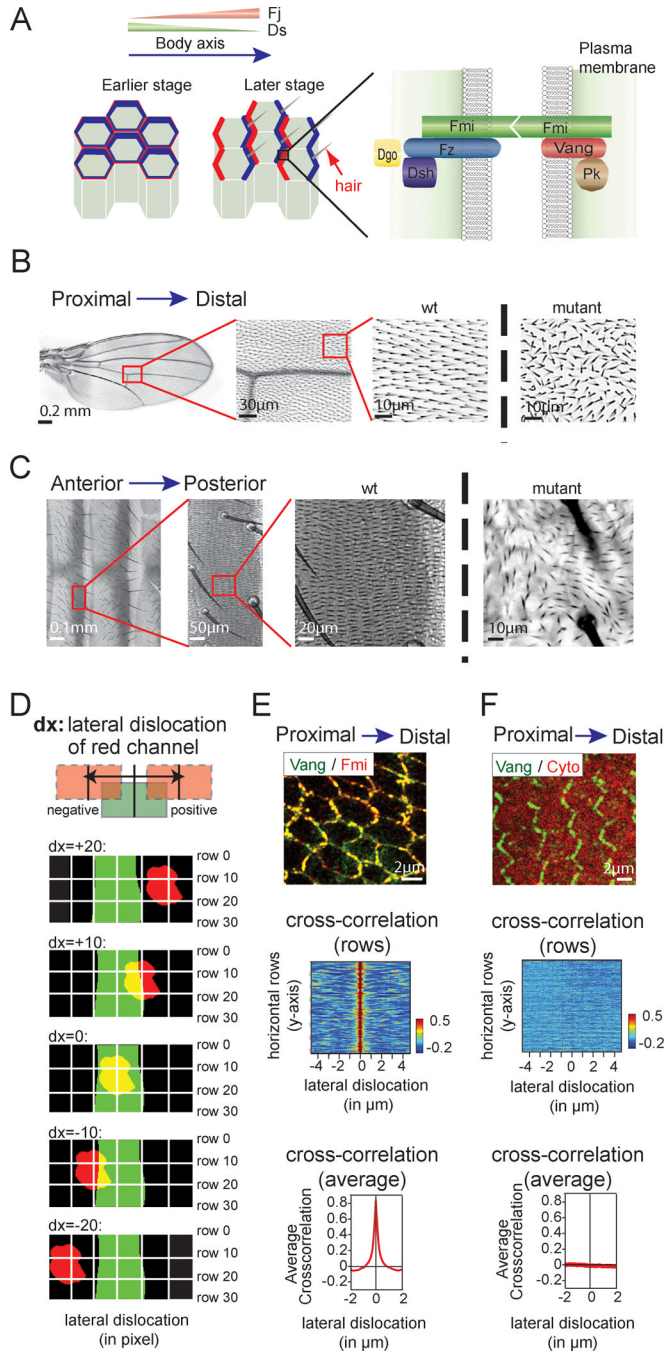 A
Fj
Ds
Body axis
Earlier stage
Later stage
hair
Plasma
membrane
Fmi
Fmi
Dgo
Fz
Vang
Dsh
Pk
B
Proximal
Distal
wt
mutant
0.2 mm
30μm
10μm
10μm
C
Anterior
Posterior
wt
mutant
0.1mm
50μm
20μm
10μm
D
dx: lateral dislocation
of red channel
negative
positive
dx=+20:
row 0
row 10
row 20
row 30
dx=+10:
row 0
row 10
row 20
row 30
dx=0:
row 0
row 10
row 20
row 30
dx=-10:
row 0
row 10
row 20
row 30
dx=-20:
row 0
row 10
row 20
row 30
lateral dislocation
(in pixel)
E
Proximal
Distal
Vang / Fmi
2μm
cross-correlation
(rows)
horizontal rows
(y-axis)
0.5
-0.2
-4 -2 0 2 4
lateral dislocation
(in μm)
cross-correlation
(average)
Average
Crosscorrelation
0.8
0.6
0.4
0.2
0
-0.2
-2 0 2
lateral dislocation
(in μm)
F
Proximal
Distal
Vang / Cyto
2μm
cross-correlation
(rows)
horizontal rows
(y-axis)
0.5
-0.2
-4 -2 0 2 4
lateral dislocation
(in μm)
cross-correlation
(average)
Average
Crosscorrelation
0.8
0.6
0.4
0.2
0
-0.2
-2 0 2
lateral dislocation
(in μm)